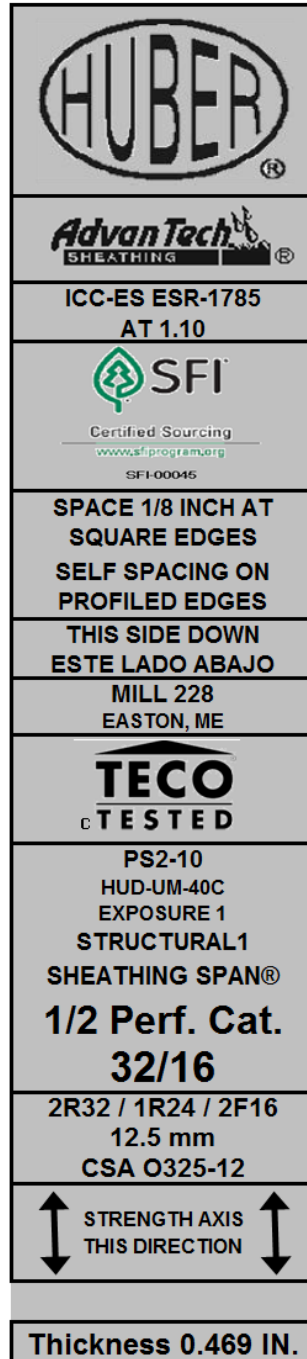 HUBER
®
AdvanTech
SHEATHING ®
ICC-ES ESR-1785
AT 1.10
SFI
Certified Sourcing
www.sfiprogram.org
SFI-00045
SPACE 1/8 INCH AT
SQUARE EDGES
SELF SPACING ON
PROFILED EDGES
THIS SIDE DOWN
ESTE LADO ABAJO
MILL 228
EASTON, ME
TECO
C TESTED
PS2-10
HUD-UM-40C
EXPOSURE 1
STRUCTURAL1
SHEATHING SPAN®
1/2 Perf. Cat.
32/16
2R32 / 1R24 / 2F16
12.5 mm
CSA O325-12
STRENGTH AXIS
THIS DIRECTION
Thickness 0.469 IN.